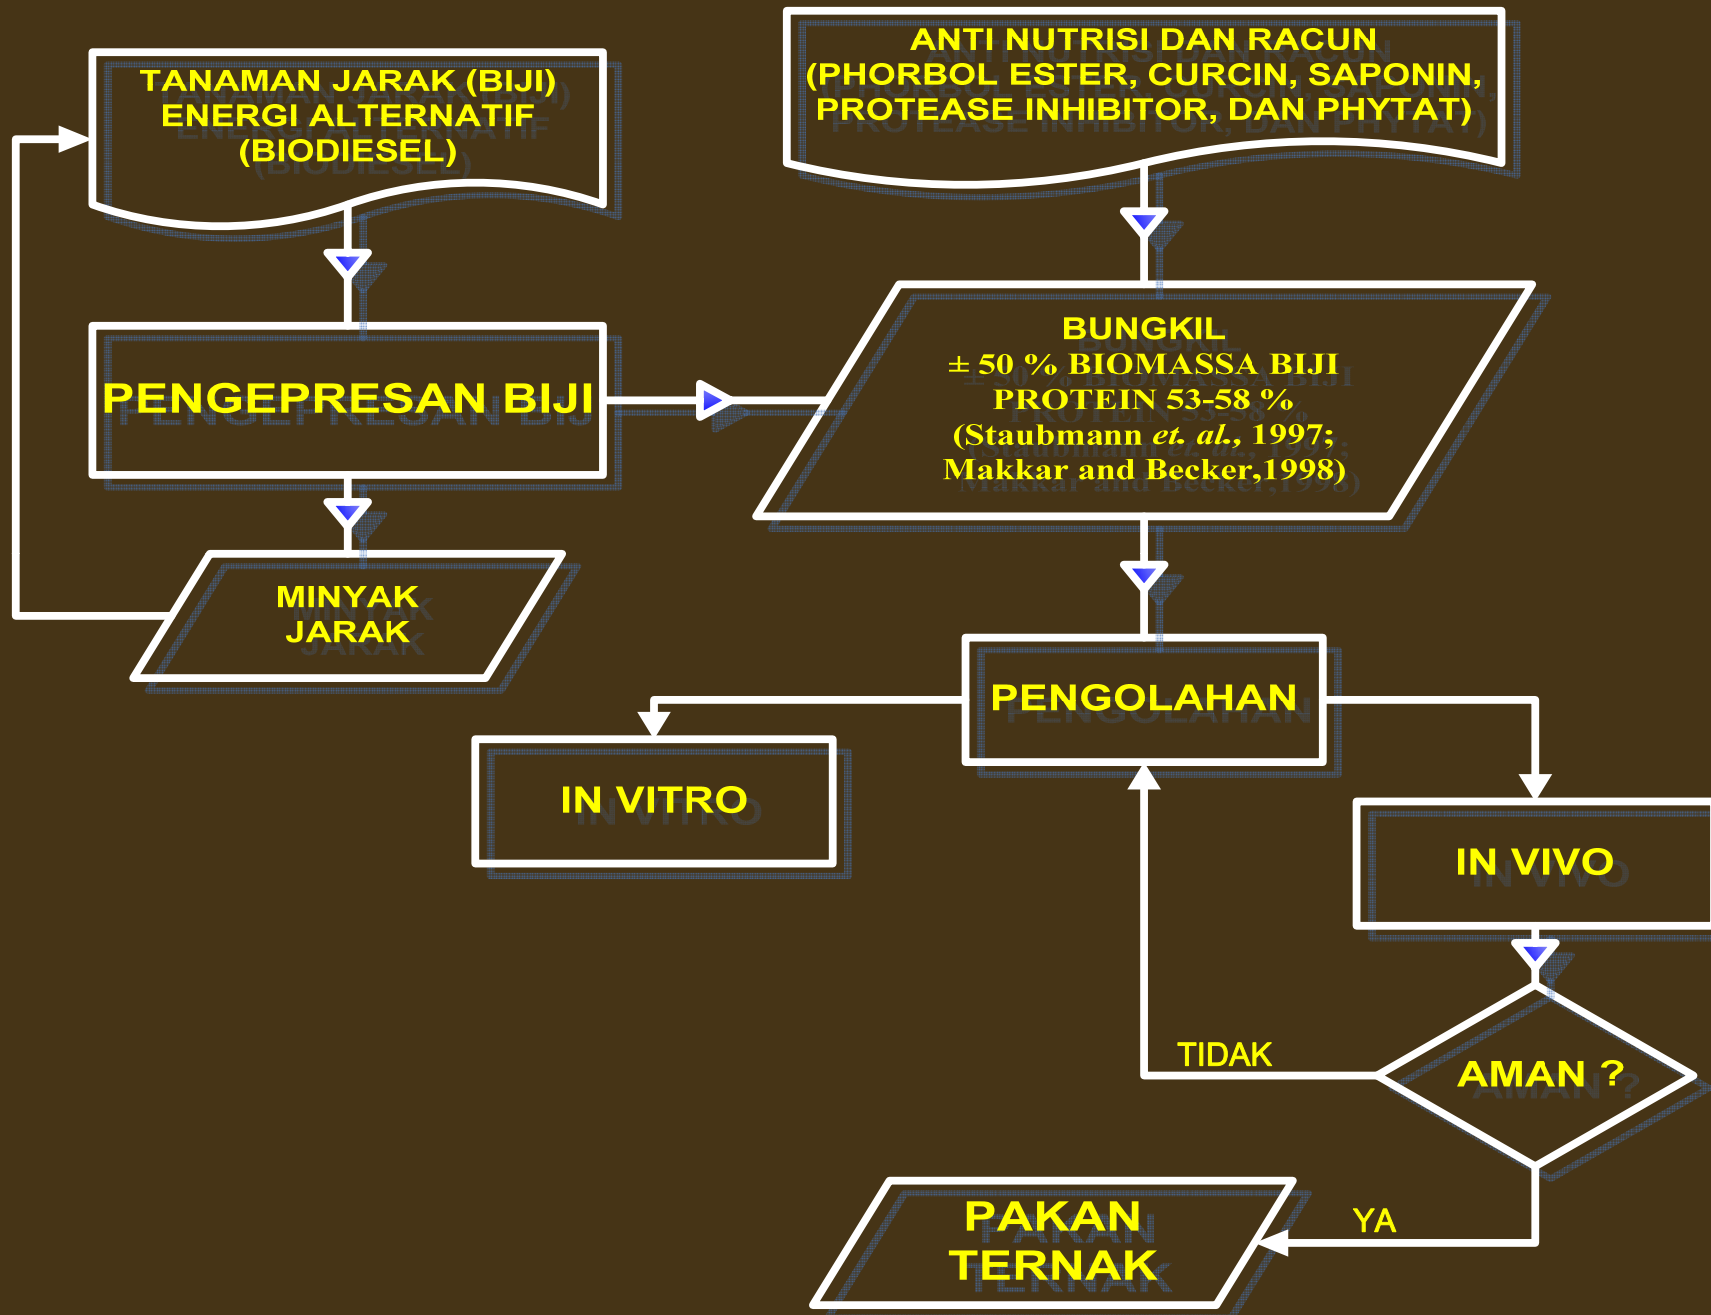 TANAMAN JARAK (BIJI)
ENERGI ALTERNATIF
(BIODIESEL)
ANTI NUTRISI DAN RACUN
(PHORBOL ESTER, CURCIN, SAPONIN,
PROTEASE INHIBITOR, DAN PHYTAT)
PENGEPRESAN BIJI
BUNGKIL
± 50 % BIOMASSA BIJI
PROTEIN 53-58 %
(Staubmann et. al., 1997;
Makkar and Becker,1998)
MINYAK
JARAK
PENGOLAHAN
IN VITRO
IN VIVO
AMAN ?
TIDAK
YA
PAKAN
TERNAK